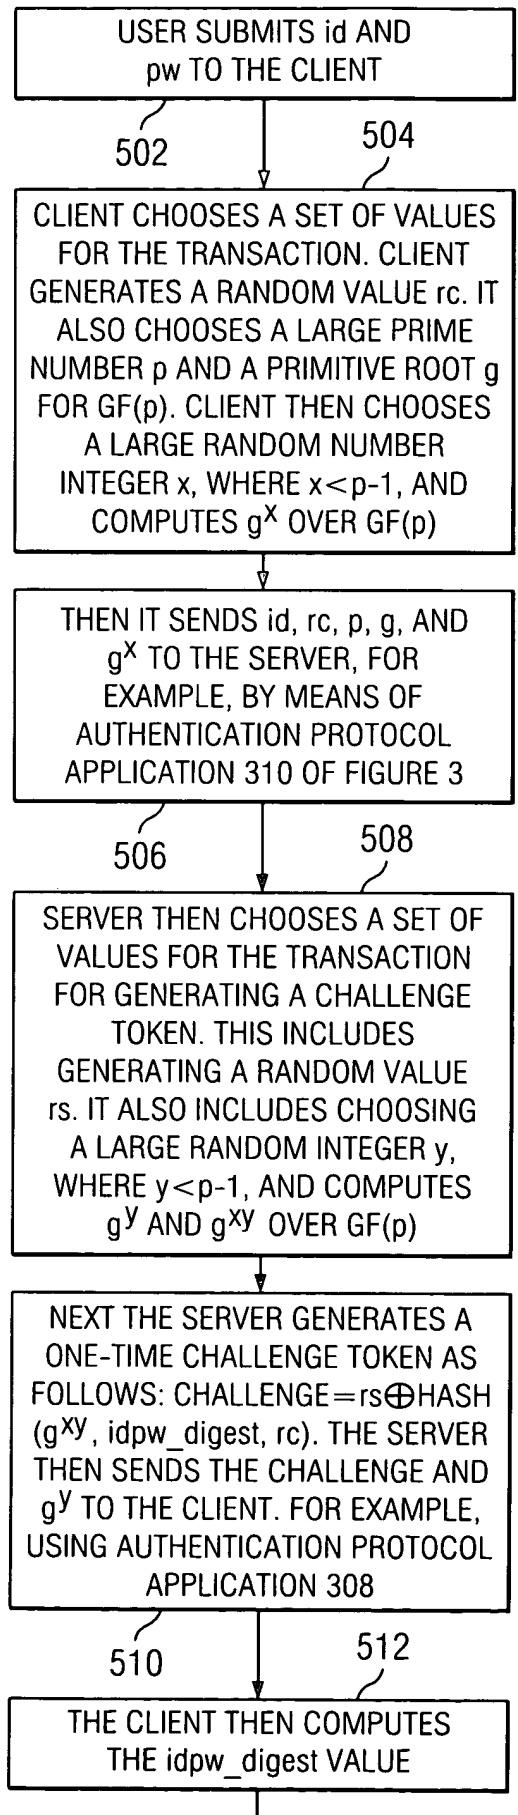 USER SUBMITS id AND
pw TO THE CLIENT
502
504
CLIENT CHOOSES A SET OF VALUES
FOR THE TRANSACTION. CLIENT
GENERATES A RANDOM VALUE rc. IT
ALSO CHOOSES A LARGE PRIME
NUMBER p AND A PRIMITIVE ROOT g
FOR GF(p). CLIENT THEN CHOOSES
A LARGE RANDOM NUMBER
INTEGER x, WHERE x<p-1, AND
COMPUTES g^x OVER GF(p)
THEN IT SENDS id, rc, p, g, AND
g^x TO THE SERVER, FOR
EXAMPLE, BY MEANS OF
AUTHENTICATION PROTOCOL
APPLICATION 310 OF FIGURE 3
506
508
SERVER THEN CHOOSES A SET OF
VALUES FOR THE TRANSACTION
FOR GENERATING A CHALLENGE
TOKEN. THIS INCLUDES
GENERATING A RANDOM VALUE
rs. IT ALSO INCLUDES CHOOSING
A LARGE RANDOM INTEGER y,
WHERE y<p-1, AND COMPUTES
g^y AND g^xy OVER GF(p)
NEXT THE SERVER GENERATES A
ONE-TIME CHALLENGE TOKEN AS
FOLLOWS: CHALLENGE=rs⊕HASH
(g^xy, idpw_digest, rc). THE SERVER
THEN SENDS THE CHALLENGE AND
g^y TO THE CLIENT. FOR EXAMPLE,
USING AUTHENTICATION PROTOCOL
APPLICATION 308
510
512
THE CLIENT THEN COMPUTES
THE idpw_digest VALUE